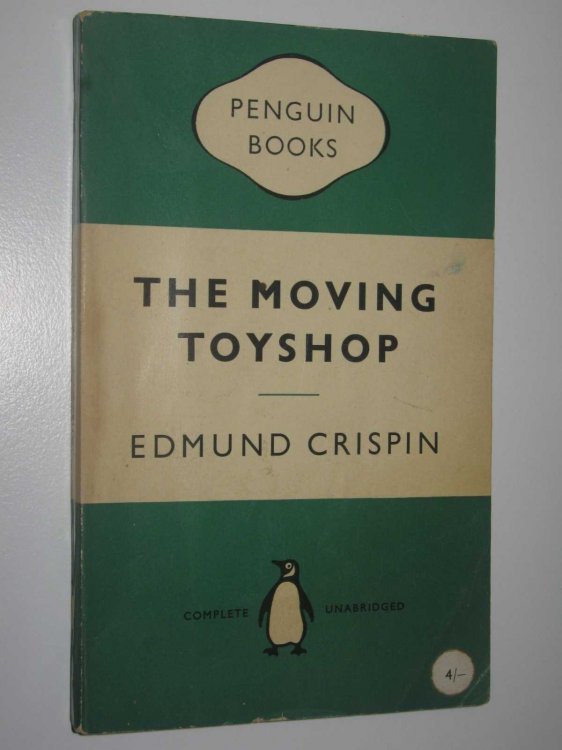 PENGUIN
BOOKS
THE MOVING
TOYSHOP
EDMUND CRISPIN
COMPLETE UNABRIDGED
4/-